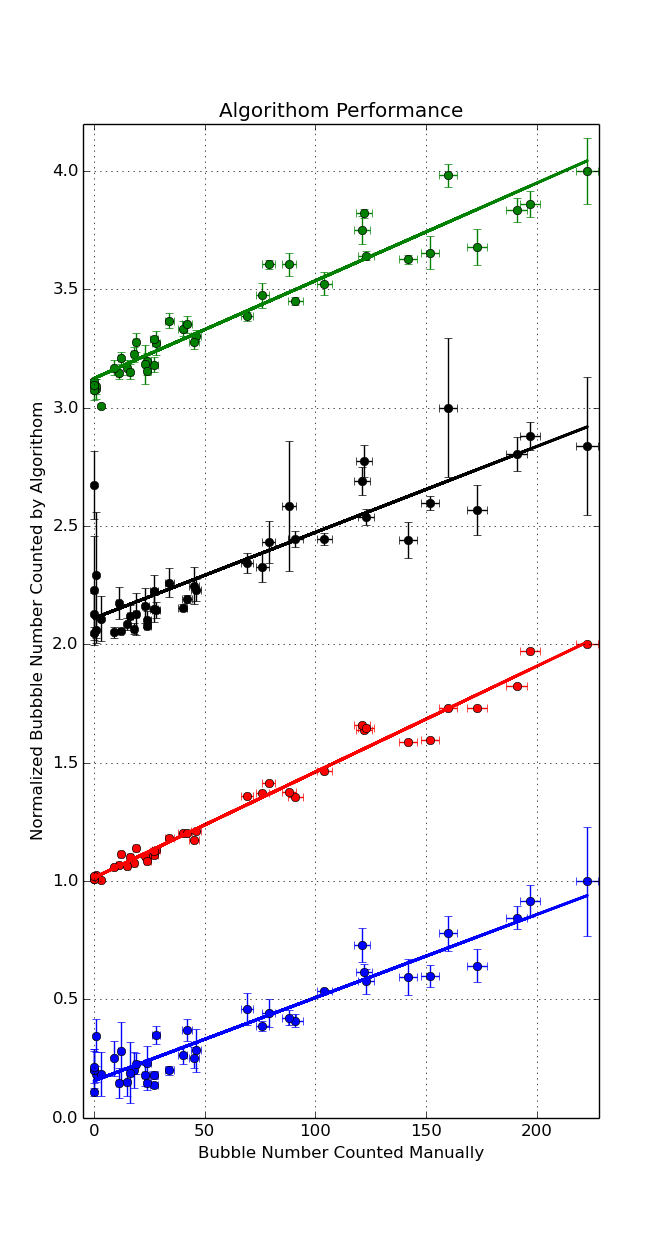 Algorithom Performance
Normalized Bubbble Number Counted by Algorithom
4.0
3.5
3.0
2.5
2.0
1.5
1.0
0.5
0.0
0 50 100 150 200
Bubble Number Counted Manually